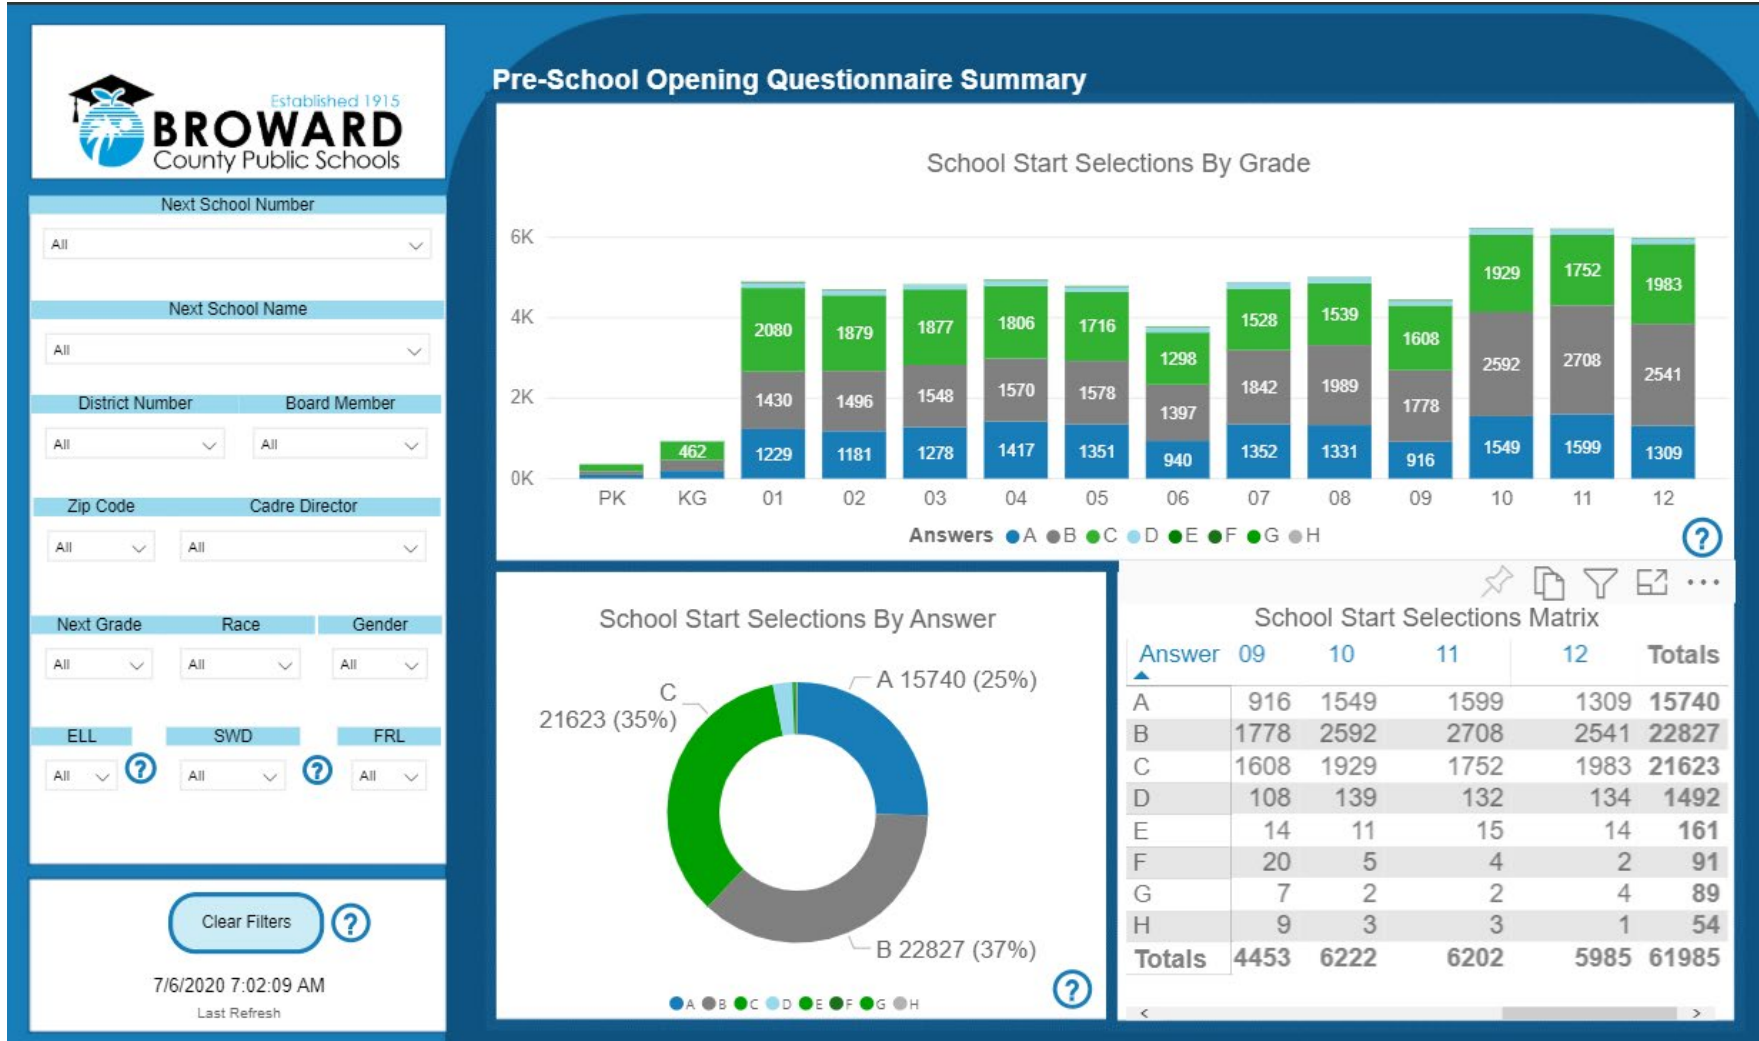 Established 1915
BROWARD
County Public Schools
Next School Number
All
Next School Name
All
District Number Board Member
All All
Zip Code Cadre Director
All All
Next Grade Race Gender
All All All
ELL SWD FRL
All ? All ? All
Clear Filters ?
7/6/2020 7:02:09 AM
Last Refresh
Pre-School Opening Questionnaire Summary
School Start Selections By Grade
6K
4K
2K
0K
1929 1752 1983
2080 1879 1877 1806 1716 1298 1528 1539 1608
2592 2708 2541
1430 1496 1548 1570 1578 1397 1842 1989 1778
462 1229 1181 1278 1417 1351 940 1352 1331 916 1549 1599 1309
PK KG 01 02 03 04 05 06 07 08 09 10 11 12
Answers A B C D E F G H
?
School Start Selections By Answer
A 15740 (25%)
C
21623 (35%)
B 22827 (37%)
A B C D E F G H
?
School Start Selections Matrix
Answer 09 10 11 12 Totals
A 916 1549 1599 1309 15740
B 1778 2592 2708 2541 22827
C 1608 1929 1752 1983 21623
D 108 139 132 134 1492
E 14 11 15 14 161
F 20 5 4 2 91
G 7 2 2 4 89
H 9 3 3 1 54
Totals 4453 6222 6202 5985 61985